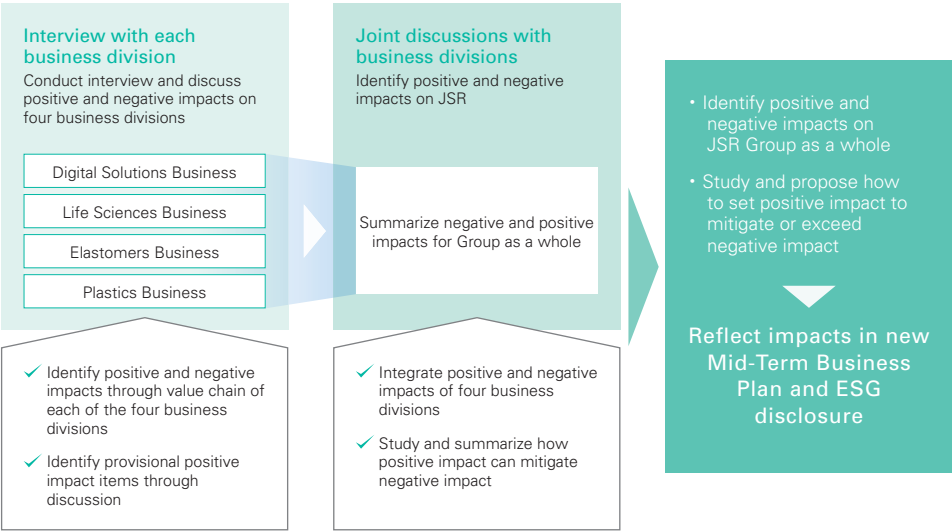 Interview with each
business division
Conduct interview and discuss
positive and negative impacts on
four business divisions
Digital Solutions Business
Life Sciences Business
Elastomers Business
Plastics Business
Identify positive and negative
impacts through value chain of
each of the four business
divisions
Identify provisional positive
impact items through
discussion
Joint discussions with
business divisions
Identify positive and negative
impacts on JSR
Summarize negative and positive
impacts for Group as a whole
Integrate positive and negative
impacts of four business
divisions
Study and summarize how
positive impact can mitigate
negative impact
• Identify positive and
negative impacts on
JSR Group as a whole
• Study and propose how
to set positive impact to
mitigate or exceed
negative impact
Reflect impacts in new
Mid-Term Business
Plan and ESG
disclosure